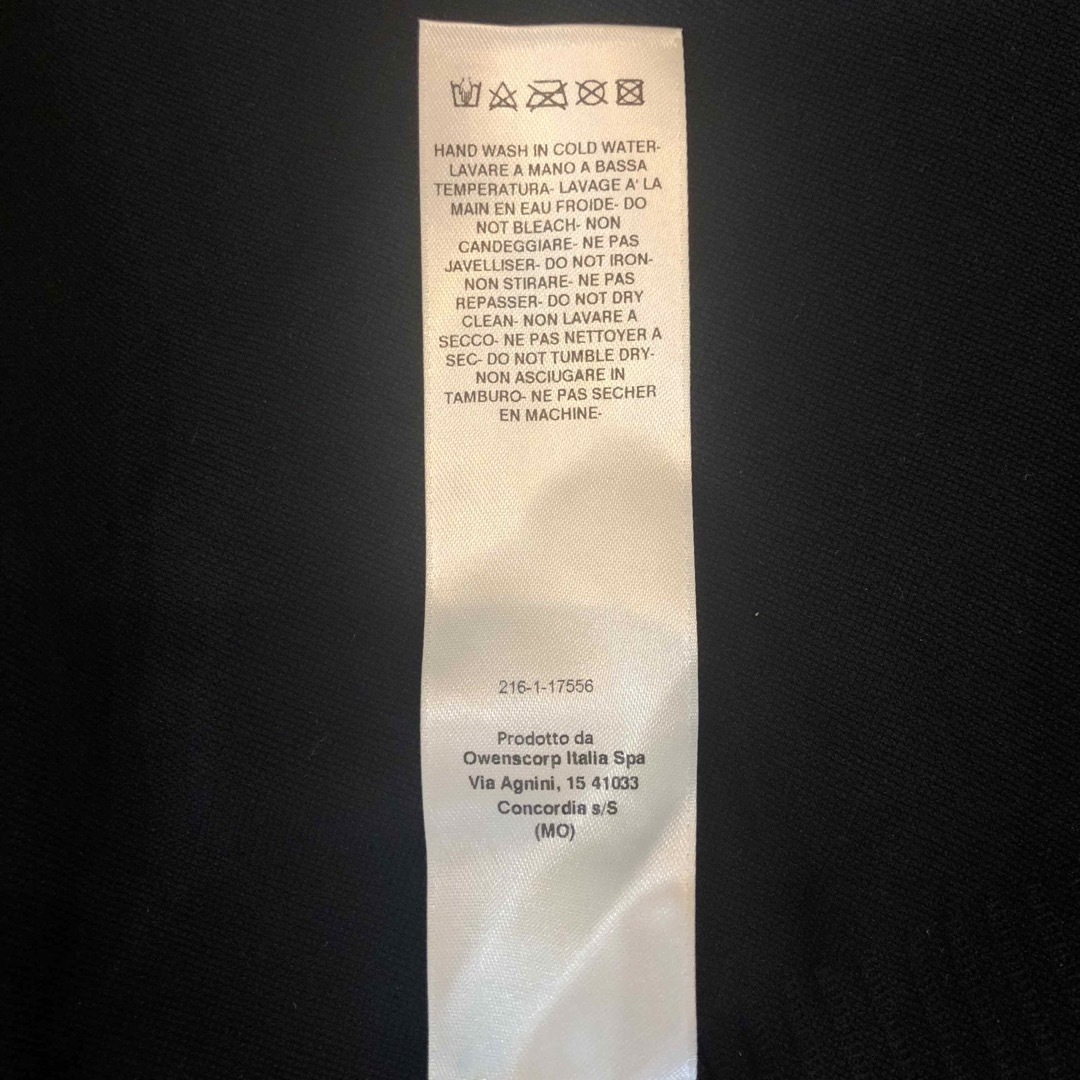 HAND WASH IN COLD WATER-
LAVARE A MANO A BASSA
TEMPERATURA- LAVAGE A' LA
MAIN EN EAU FROIDE- DO
NOT BLEACH- NON
CANDEGGIARE- NE PAS
JAVELLISER- DO NOT IRON-
NON STIRARE- NE PAS
REPASSER- DO NOT DRY
CLEAN- NON LAVARE A
SECCO- NE PAS NETTOYER A
SEC- DO NOT TUMBLE DRY-
NON ASCIUGARE IN
TAMBURO- NE PAS SECHER
EN MACHINE-
216-1-17556
Prodotto da
Owenscorp Italia Spa
Via Agnini, 15 41033
Concordia s/S
(MO)